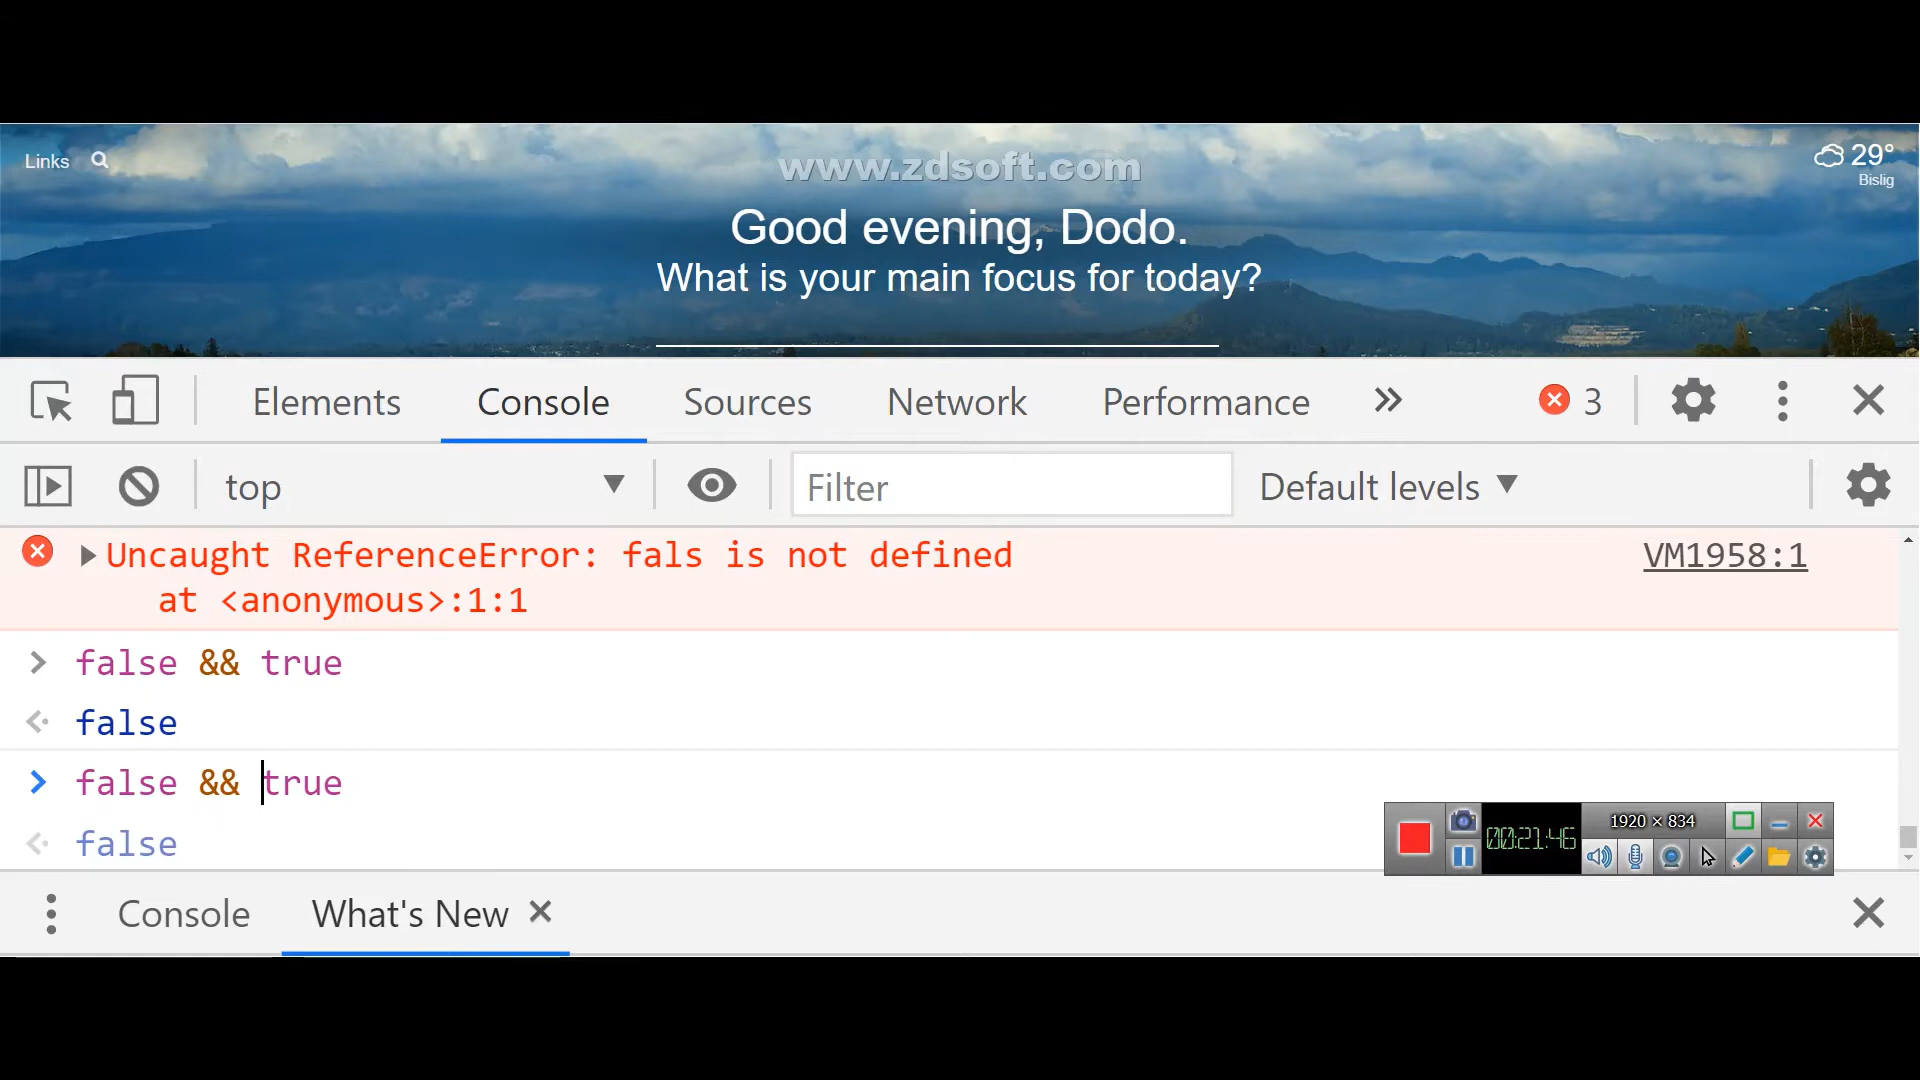 Links
www.zdsoft.com
29°
Bislig
Good evening, Dodo.
What is your main focus for today?
Elements Console Sources Network Performance » 3
top Filter Default levels
Uncaught ReferenceError: fals is not defined VM1958:1
at <anonymous>:1:1
> false && true
false
> false && true
false
1920 × 834
00:21:46
Console What's New